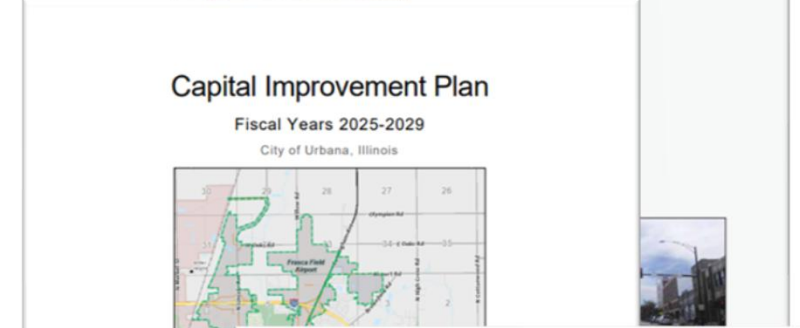 Capital Improvement Plan
Fiscal Years 2025-2029
City of Urbana, Illinois
30
29
28
27
26
Olympian Rd
Frasca Field
Airport
2